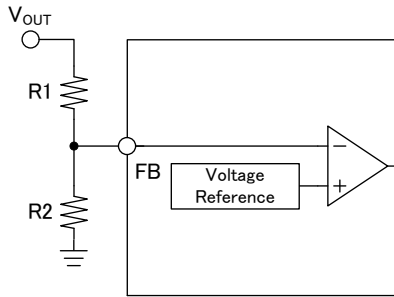 VOUT
R1
FB
Voltage
Reference
R2
−
+